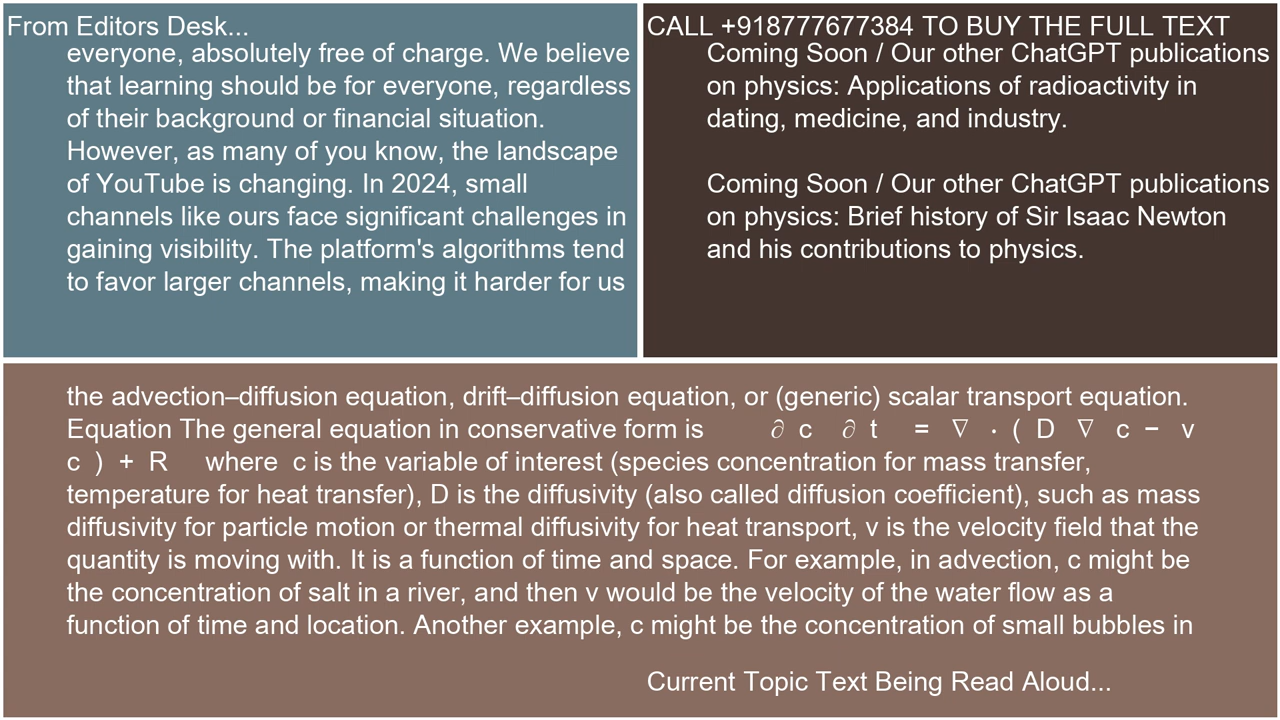 From Editors Desk...
everyone, absolutely free of charge. We believe
that learning should be for everyone, regardless
of their background or financial situation.
However, as many of you know, the landscape
of YouTube is changing. In 2024, small
channels like ours face significant challenges in
gaining visibility. The platform's algorithms tend
to favor larger channels, making it harder for us
CALL +918777677384 TO BUY THE FULL TEXT
Coming Soon / Our other ChatGPT publications
on physics: Applications of radioactivity in
dating, medicine, and industry.
Coming Soon / Our other ChatGPT publications
on physics: Brief history of Sir Isaac Newton
and his contributions to physics.
the advection–diffusion equation, drift–diffusion equation, or (generic) scalar transport equation.
Equation The general equation in conservative form is ∂ c ∂ t = ∇ · ( D ∇ c − v
c ) + R where c is the variable of interest (species concentration for mass transfer,
temperature for heat transfer), D is the diffusivity (also called diffusion coefficient), such as mass
diffusivity for particle motion or thermal diffusivity for heat transport, v is the velocity field that the
quantity is moving with. It is a function of time and space. For example, in advection, c might be
the concentration of salt in a river, and then v would be the velocity of the water flow as a
function of time and location. Another example, c might be the concentration of small bubbles in
Current Topic Text Being Read Aloud...